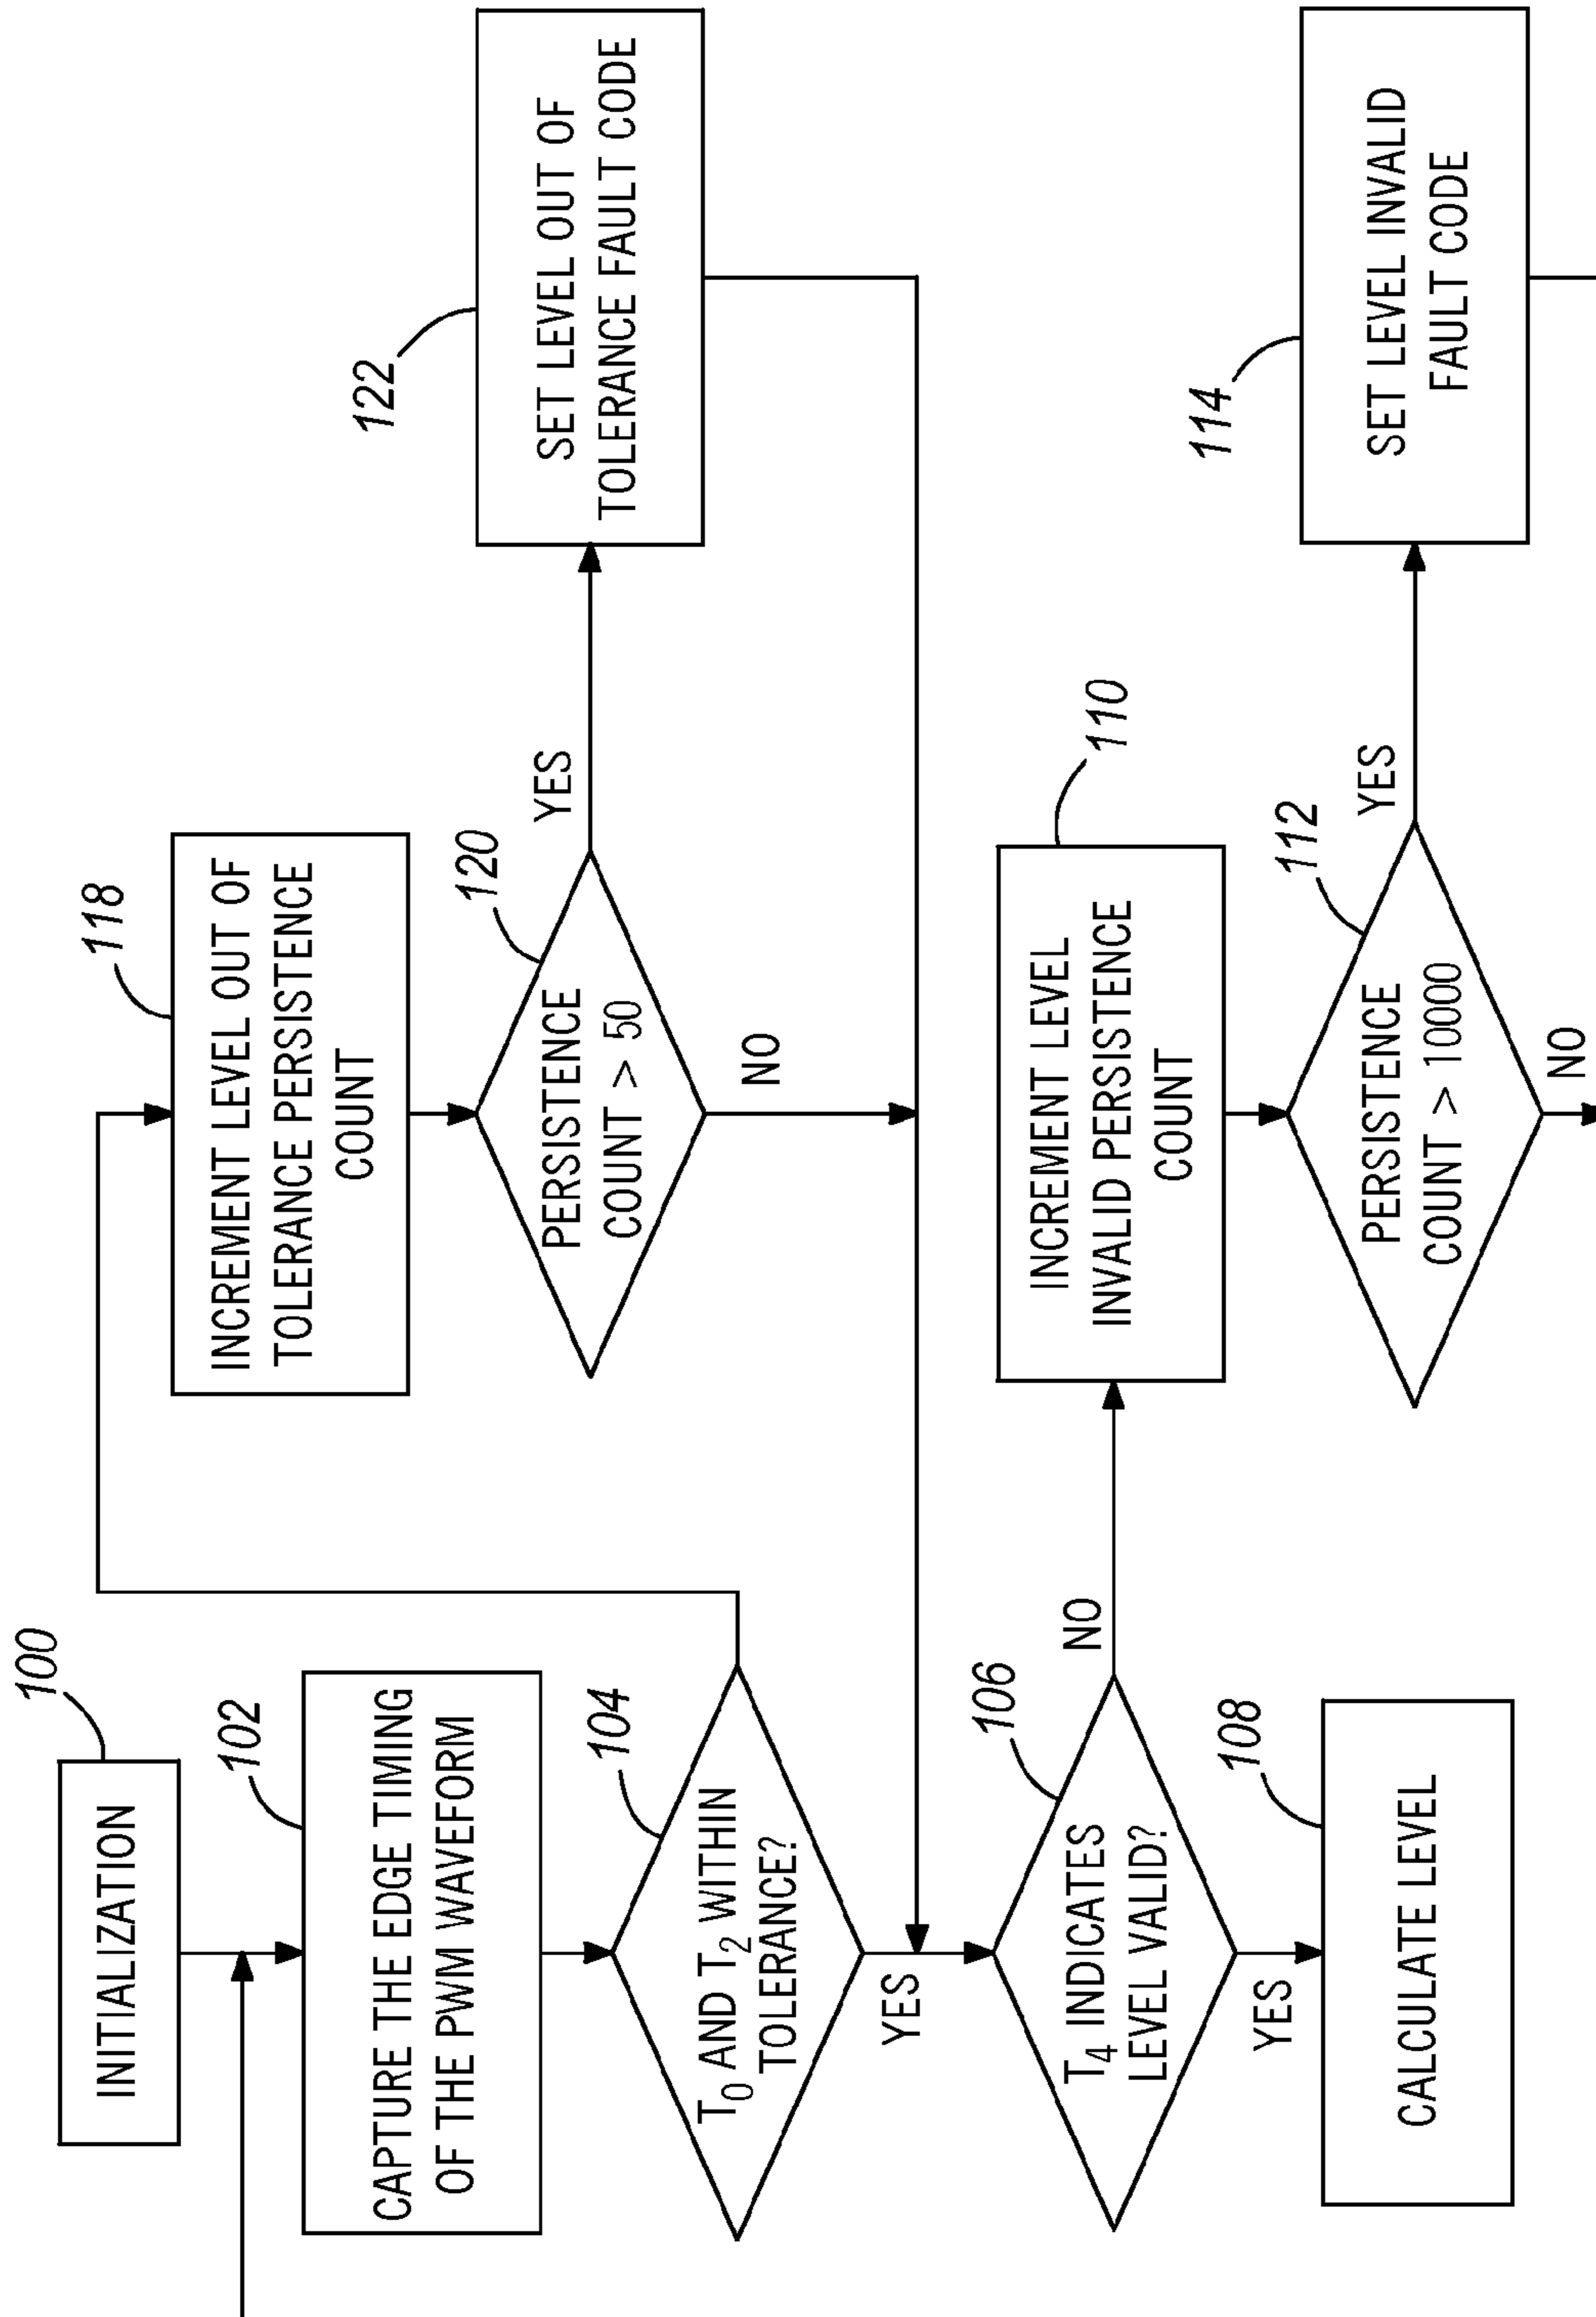 100
INITIALIZATION
102
CAPTURE THE EDGE TIMING
OF THE PWM WAVEFORM
104
T0 AND T2 WITHIN
TOLERANCE?
YES
118
INCREMENT LEVEL OUT OF
TOLERANCE PERSISTENCE
COUNT
120
PERSISTENCE
COUNT > 50
YES
NO
122
SET LEVEL OUT OF
TOLERANCE FAULT CODE
106
T4 INDICATES
LEVEL VALID?
NO
YES
108
CALCULATE LEVEL
110
INCREMENT LEVEL
INVALID PERSISTENCE
COUNT
112
PERSISTENCE
COUNT > 10000
YES
NO
114
SET LEVEL INVALID
FAULT CODE